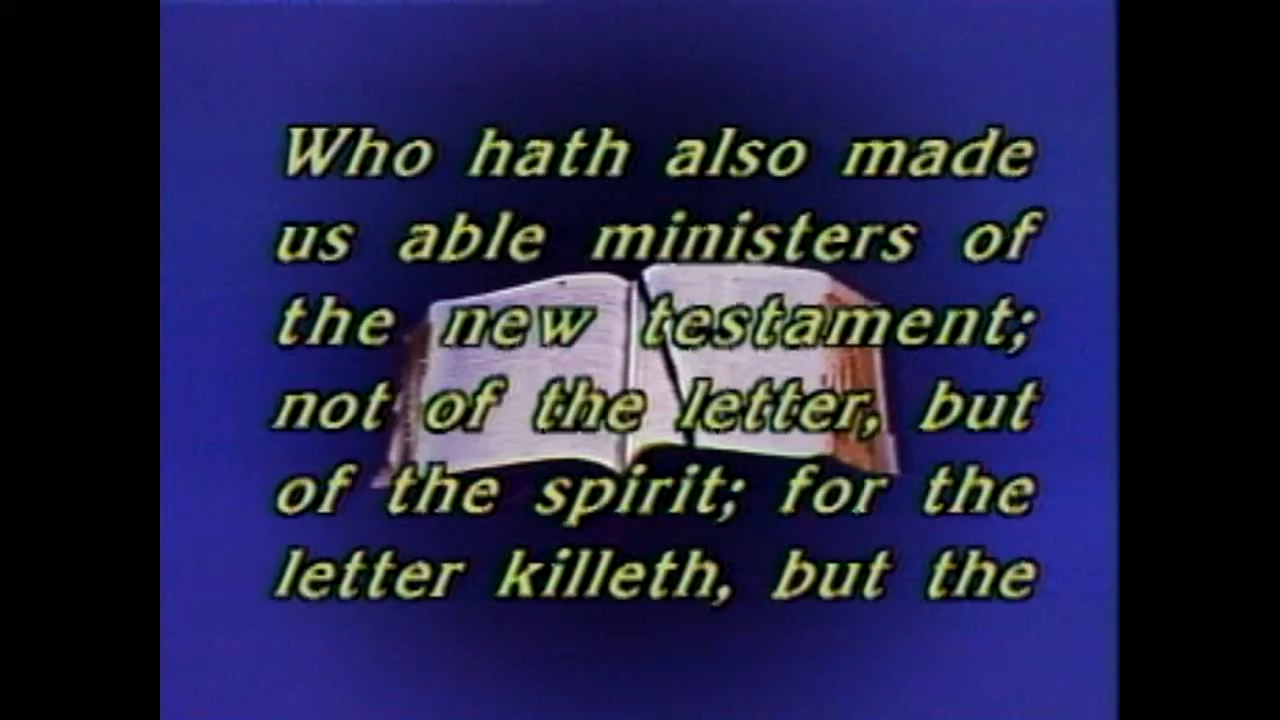 Who hath also made
us able ministers of
the new testament;
not of the letter, but
of the spirit; for the
letter killeth, but the